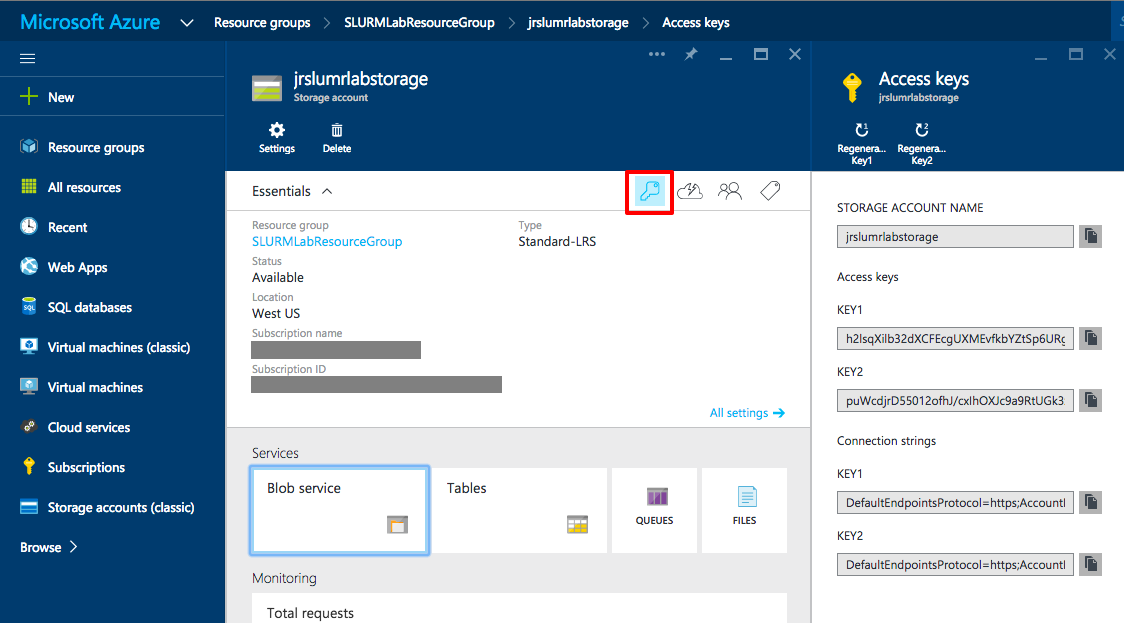 Microsoft Azure
Resource groups
SLURMLabResourceGroup
jrslumrlabstorage
Access keys
New
Resource groups
All resources
Recent
Web Apps
SQL databases
Virtual machines (classic)
Virtual machines
Cloud services
Subscriptions
Storage accounts (classic)
Browse
jrslumrlabstorage
Storage account
Settings
Delete
Essentials
Resource group
SLURMLabResourceGroup
Type
Standard-LRS
Status
Available
Location
West US
Subscription name
Subscription ID
All settings
Services
Blob service
Tables
QUEUES
FILES
Monitoring
Total requests
Access keys
jrslumrlabstorage
Regenera... Key1
Regenera... Key2
STORAGE ACCOUNT NAME
jrslumrlabstorage
Access keys
KEY1
h2lsqXilb32dXCFEcgUXMEvfkbYZtSp6URg
KEY2
puWcdjrD55012ofhJ/cxIhOXJc9a9RtUGk3
Connection strings
KEY1
DefaultEndpointsProtocol=https;Account
KEY2
DefaultEndpointsProtocol=https;Account